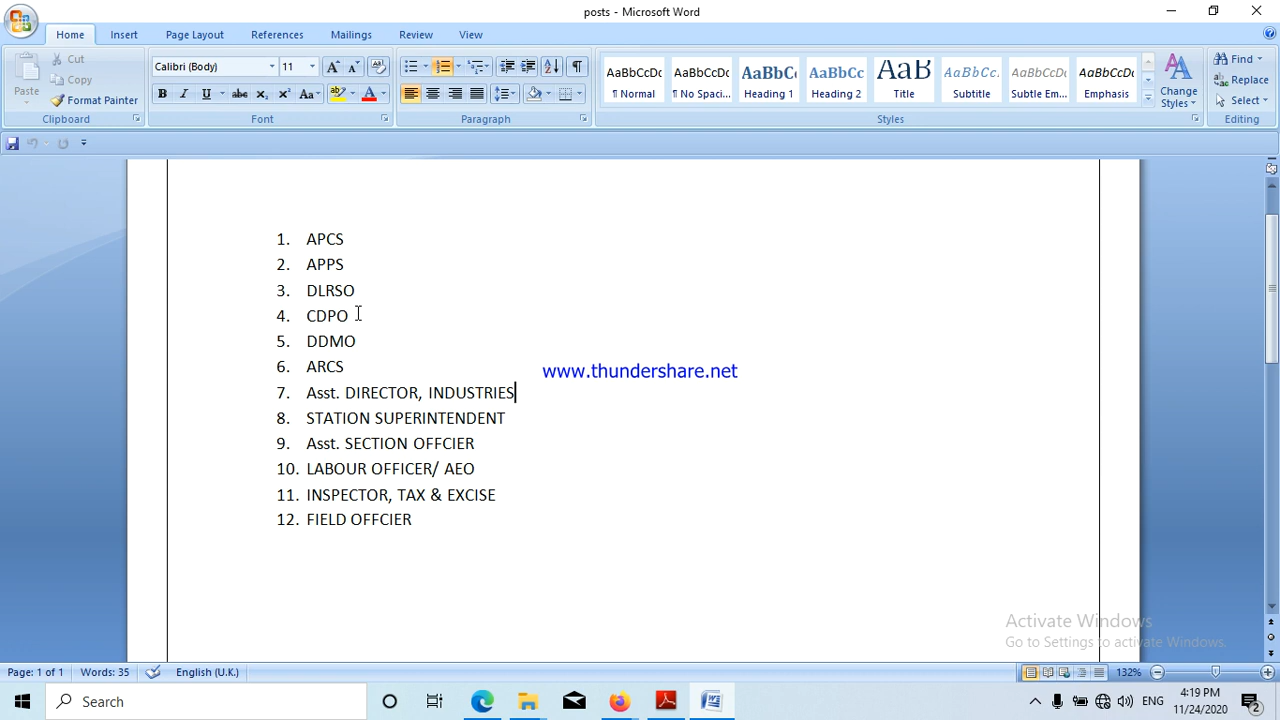 posts - Microsoft Word
Home Insert Page Layout References Mailings Review View
Cut
Copy
Format Painter
Paste
Clipboard
Calibri (Body) 11
Font
Paragraph
AaBbCcDc AaBbCcDc AaBbCc AaBbCc AaB AaBbCc. AaBbCcDc AaBbCcDc
¶ Normal ¶ No Spaci... Heading 1 Heading 2 Title Subtitle Subtle Em... Emphasis
Change Styles
Styles
Find
Replace
Select
Editing
1. APCS
2. APPS
3. DLRSO
4. CDPO
5. DDMO
6. ARCS
www.thundershare.net
7. Asst. DIRECTOR, INDUSTRIES
8. STATION SUPERINTENDENT
9. Asst. SECTION OFFCIER
10. LABOUR OFFICER/ AEO
11. INSPECTOR, TAX & EXCISE
12. FIELD OFFCIER
Activate Windows
Go to Settings to activate Windows.
Page: 1 of 1 Words: 35 English (U.K.) 132%
Search
ENG
4:19 PM
11/24/2020
2